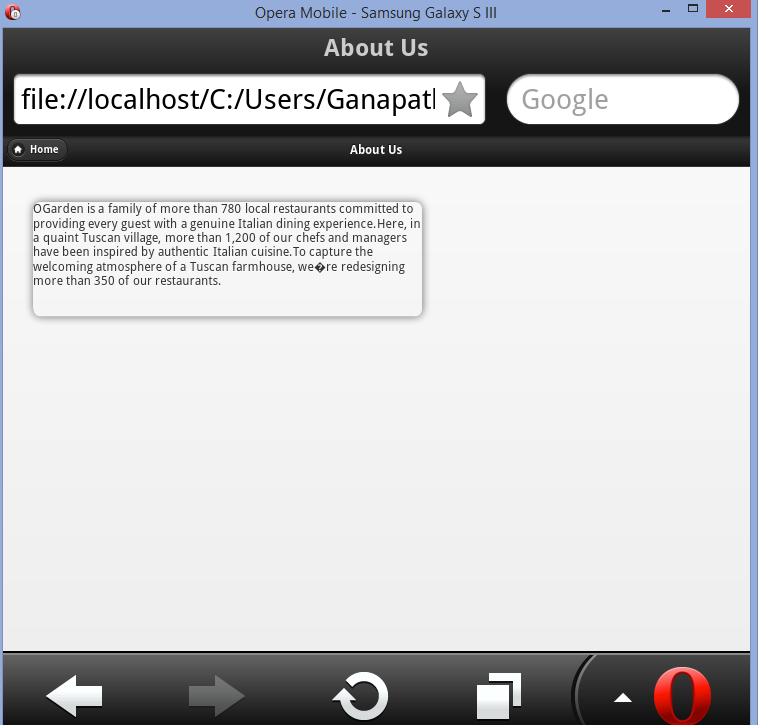 Opera Mobile - Samsung Galaxy S III
About Us
file://localhost/C:/Users/Ganapatl
Google
Home
About Us
OGarden is a family of more than 780 local restaurants committed to
providing every guest with a genuine Italian dining experience.Here, in
a quaint Tuscan village, more than 1,200 of our chefs and managers
have been inspired by authentic Italian cuisine.To capture the
welcoming atmosphere of a Tuscan farmhouse, we�re redesigning
more than 350 of our restaurants.